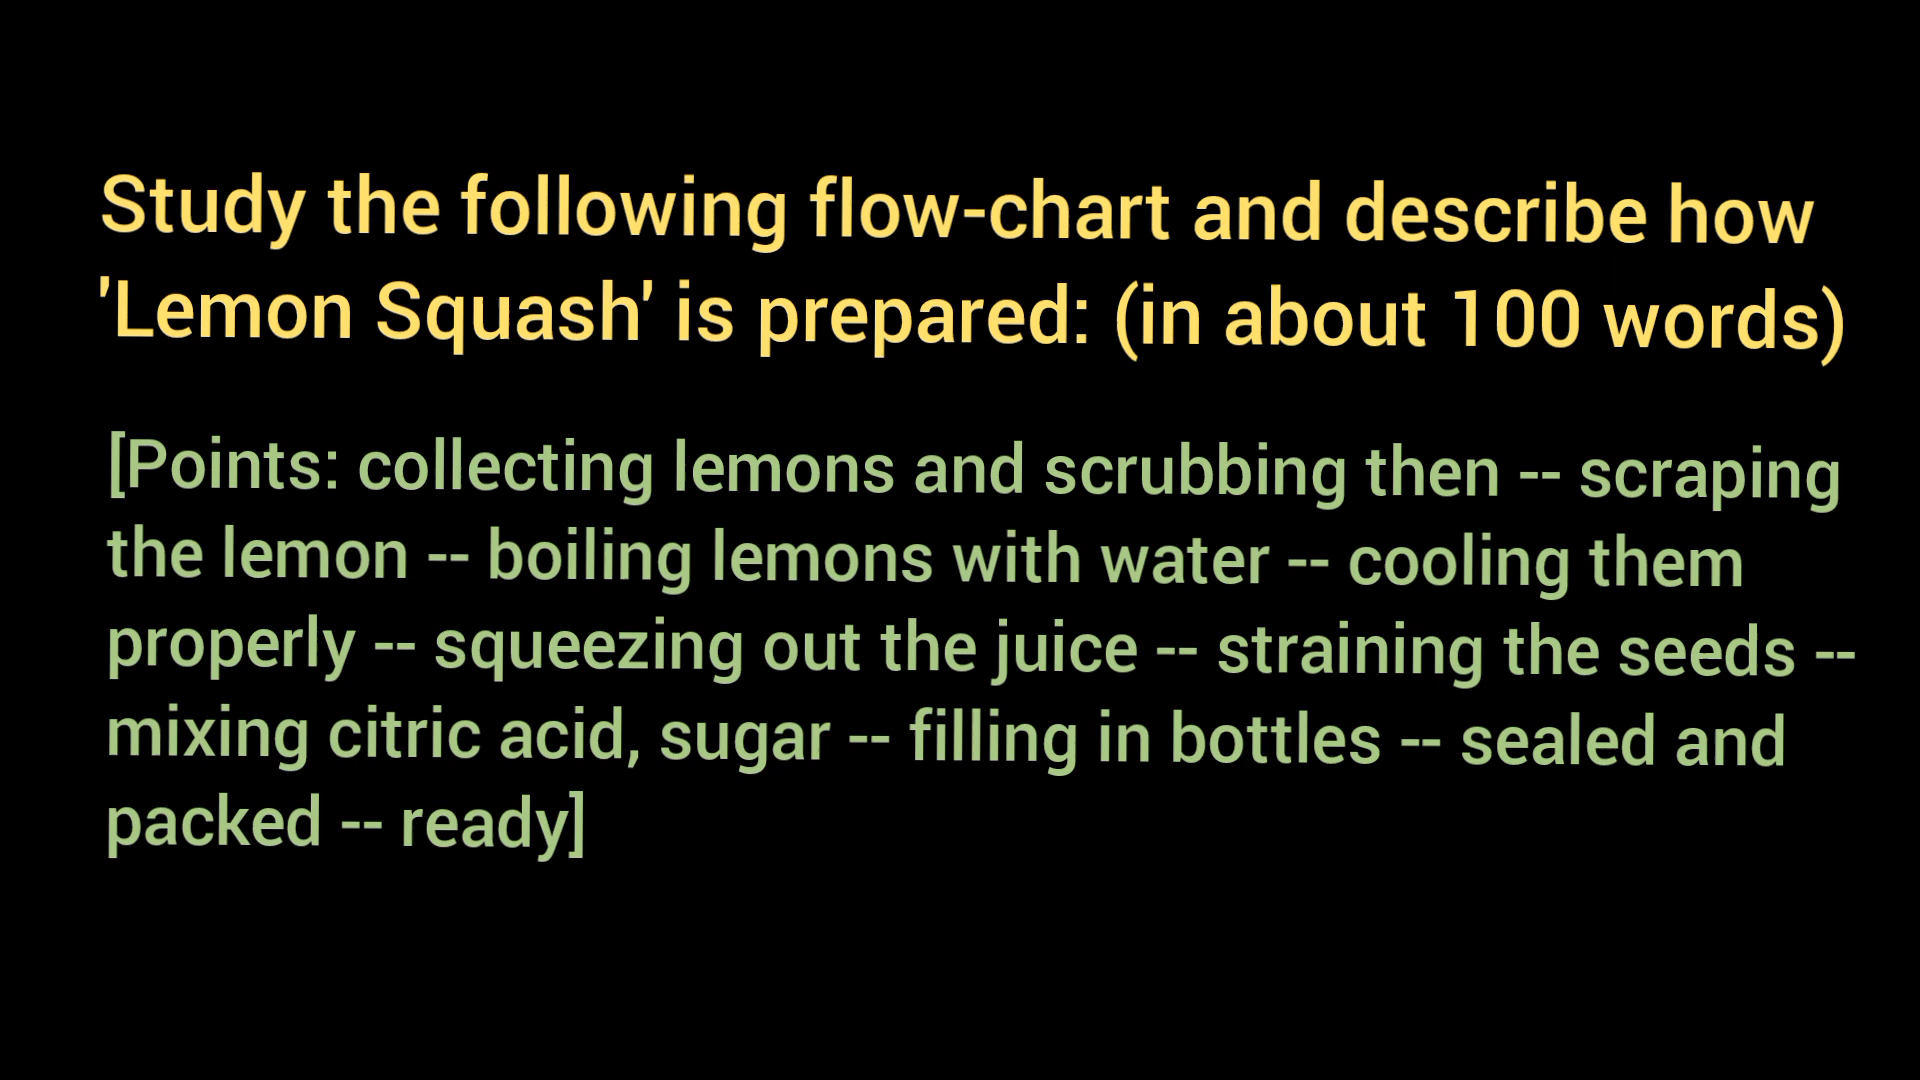 Study the following flow-chart and describe how
'Lemon Squash' is prepared: (in about 100 words)
[Points: collecting lemons and scrubbing then -- scraping
the lemon -- boiling lemons with water -- cooling them
properly -- squeezing out the juice -- straining the seeds --
mixing citric acid, sugar -- filling in bottles -- sealed and
packed -- ready]